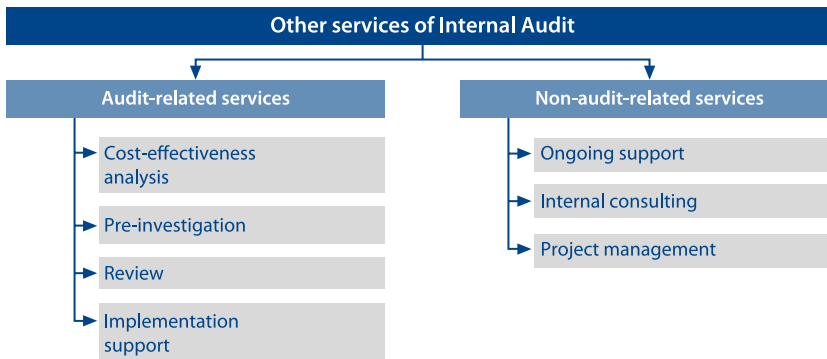 Other services of Internal Audit
Audit-related services
Cost-effectiveness
analysis
Pre-investigation
Review
Implementation
support
Non-audit-related services
Ongoing support
Internal consulting
Project management